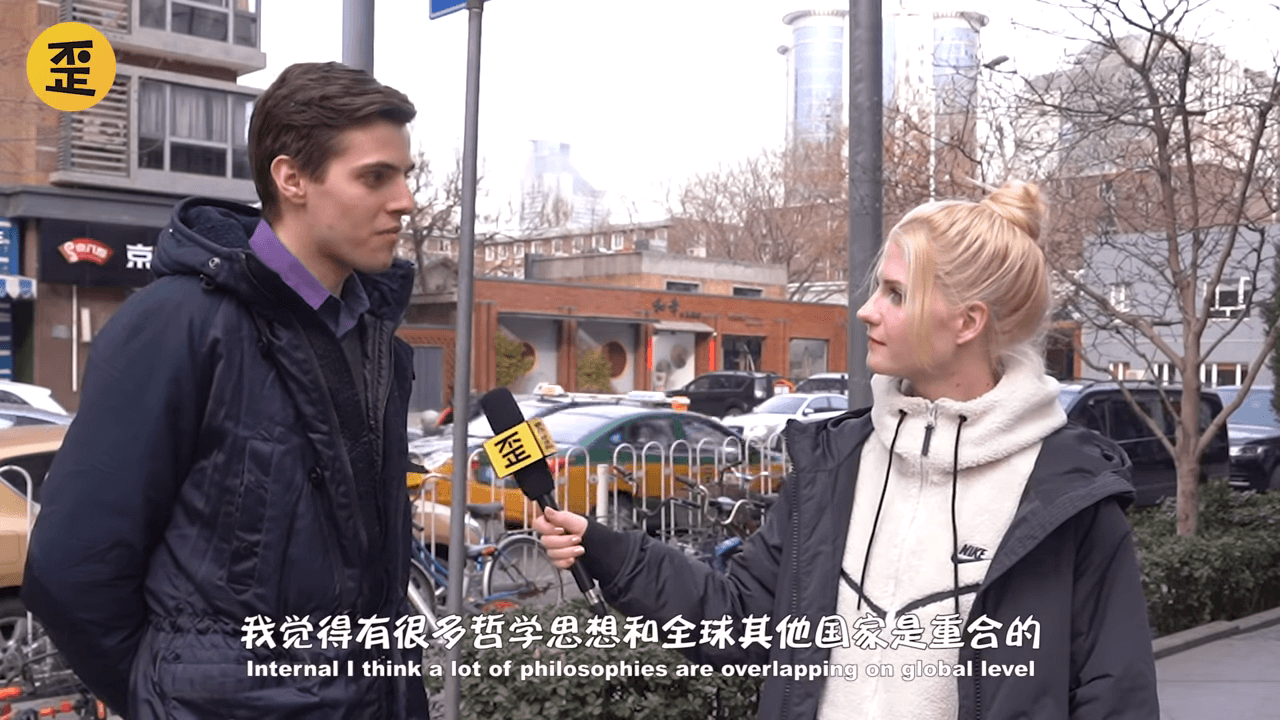 歪
京
歪
NIKE
我觉得有很多哲学思想和全球其他国家是重合的
Internal I think a lot of philosophies are overlapping on global level